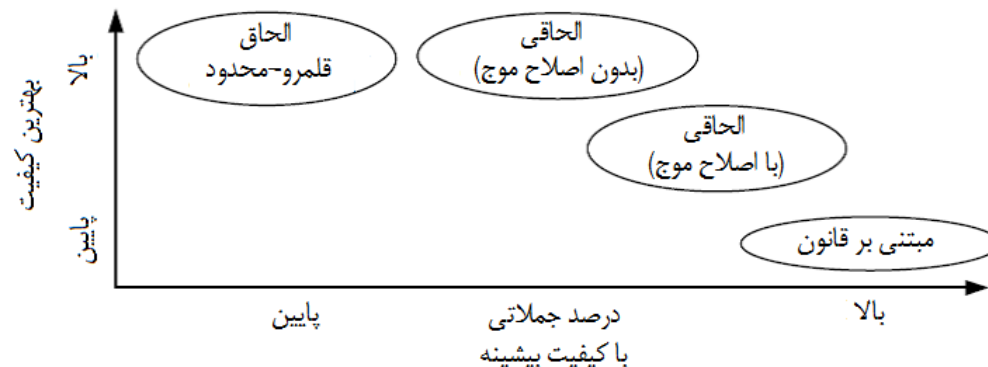 الحاق
قلمرو-محدود
الحاقی
(بدون اصلاح موج)
الحاقی
(با اصلاح موج)
مبتنی بر قانون
بهترین کیفیت
بالا
پایین
پایین
درصد جملاتی
با کیفیت بیشینه
بالا